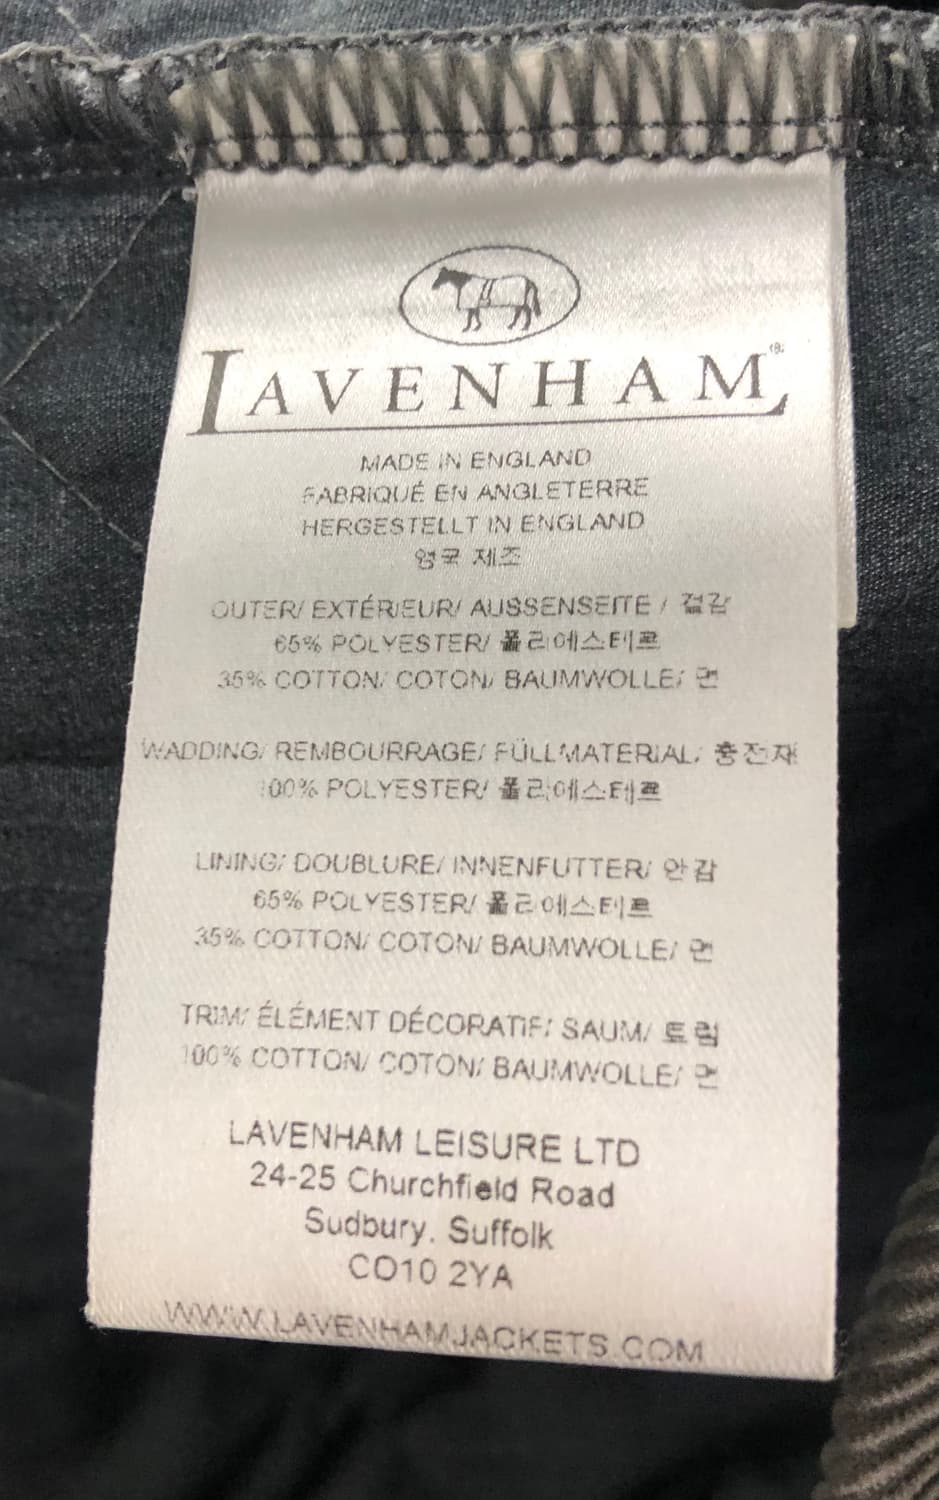 LAVENHAM®
MADE IN ENGLAND
FABRIQUÉ EN ANGLETERRE
HERGESTELLT IN ENGLAND
영국 제조
OUTER/ EXTÉRIEUR/ AUSSENSEITE / 겉감
65% POLYESTER/ 폴리에스테르
35% COTTON/ COTON/ BAUMWOLLE/ 면
WADDING/ REMBOURRAGE/ FÜLLMATERIAL/ 충전재
100% POLYESTER/ 폴리에스테르
LINING/ DOUBLURE/ INNENFUTTER/ 안감
65% POLYESTER/ 폴리에스테르
35% COTTON/ COTON/ BAUMWOLLE/ 면
TRIM/ ÉLÉMENT DÉCORATIF/ SAUM/ 트림
100% COTTON/ COTON/ BAUMWOLLE/ 면
LAVENHAM LEISURE LTD
24-25 Churchfield Road
Sudbury, Suffolk
CO10 2YA
WWW.LAVENHAMJACKETS.COM